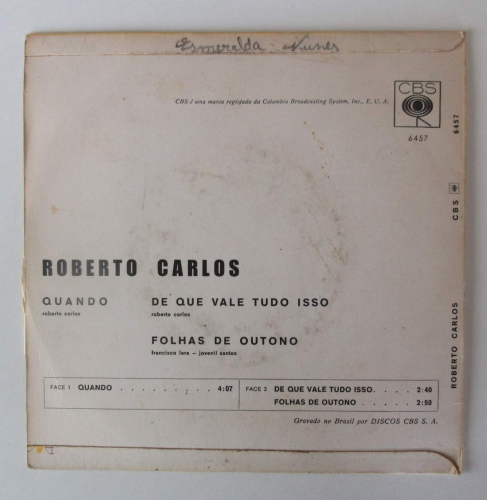 Esmeralda Nunes
CBS é uma marca registrada da Columbia Broadcasting System, Inc., E. U. A.
CBS
6457
6457
CBS
ROBERTO CARLOS
ROBERTO CARLOS
QUANDO
roberto carlos
DE QUE VALE TUDO ISSO
roberto carlos
FOLHAS DE OUTONO
francisco lara – jovenil santos
FACE 1 QUANDO . . . . . . . . . 4:07
FACE 2 DE QUE VALE TUDO ISSO. . . . 2:40
FOLHAS DE OUTONO . . . . . 2:50
Gravado no Brasil por DISCOS CBS S. A.